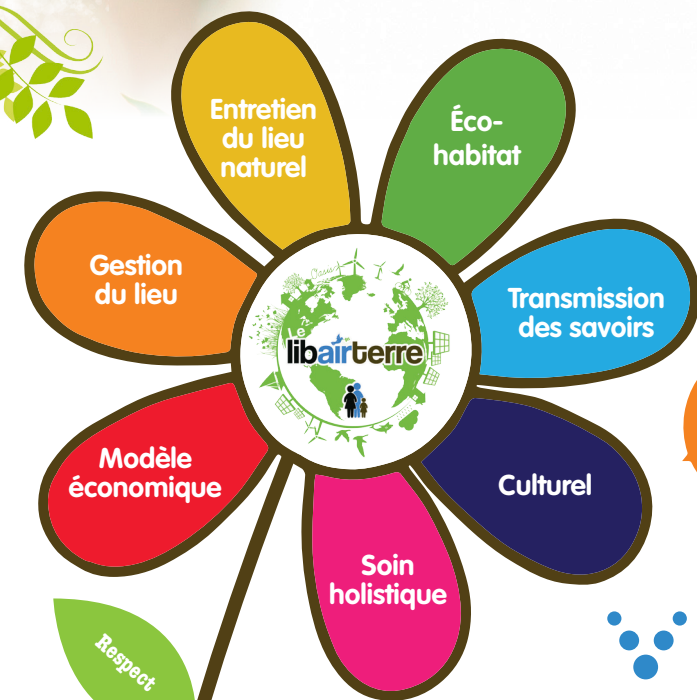 Entretien
du lieu
naturel
Éco-
habitat
Gestion
du lieu
Transmission
des savoirs
Oasis
Le
libairterre
Modèle
économique
Culturel
Soin
holistique
Respect